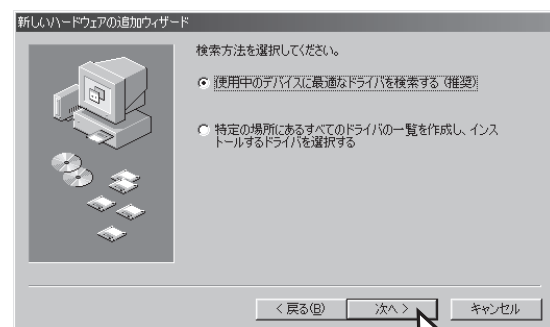 新しいハードウェアの追加ウィザード
検索方法を選択してください。
使用中のデバイスに最適なドライバを検索する (推奨)
特定の場所にあるすべてのドライバの一覧を作成し、インス
トールするドライバを選択する
< 戻る(B)
次へ >
キャンセル